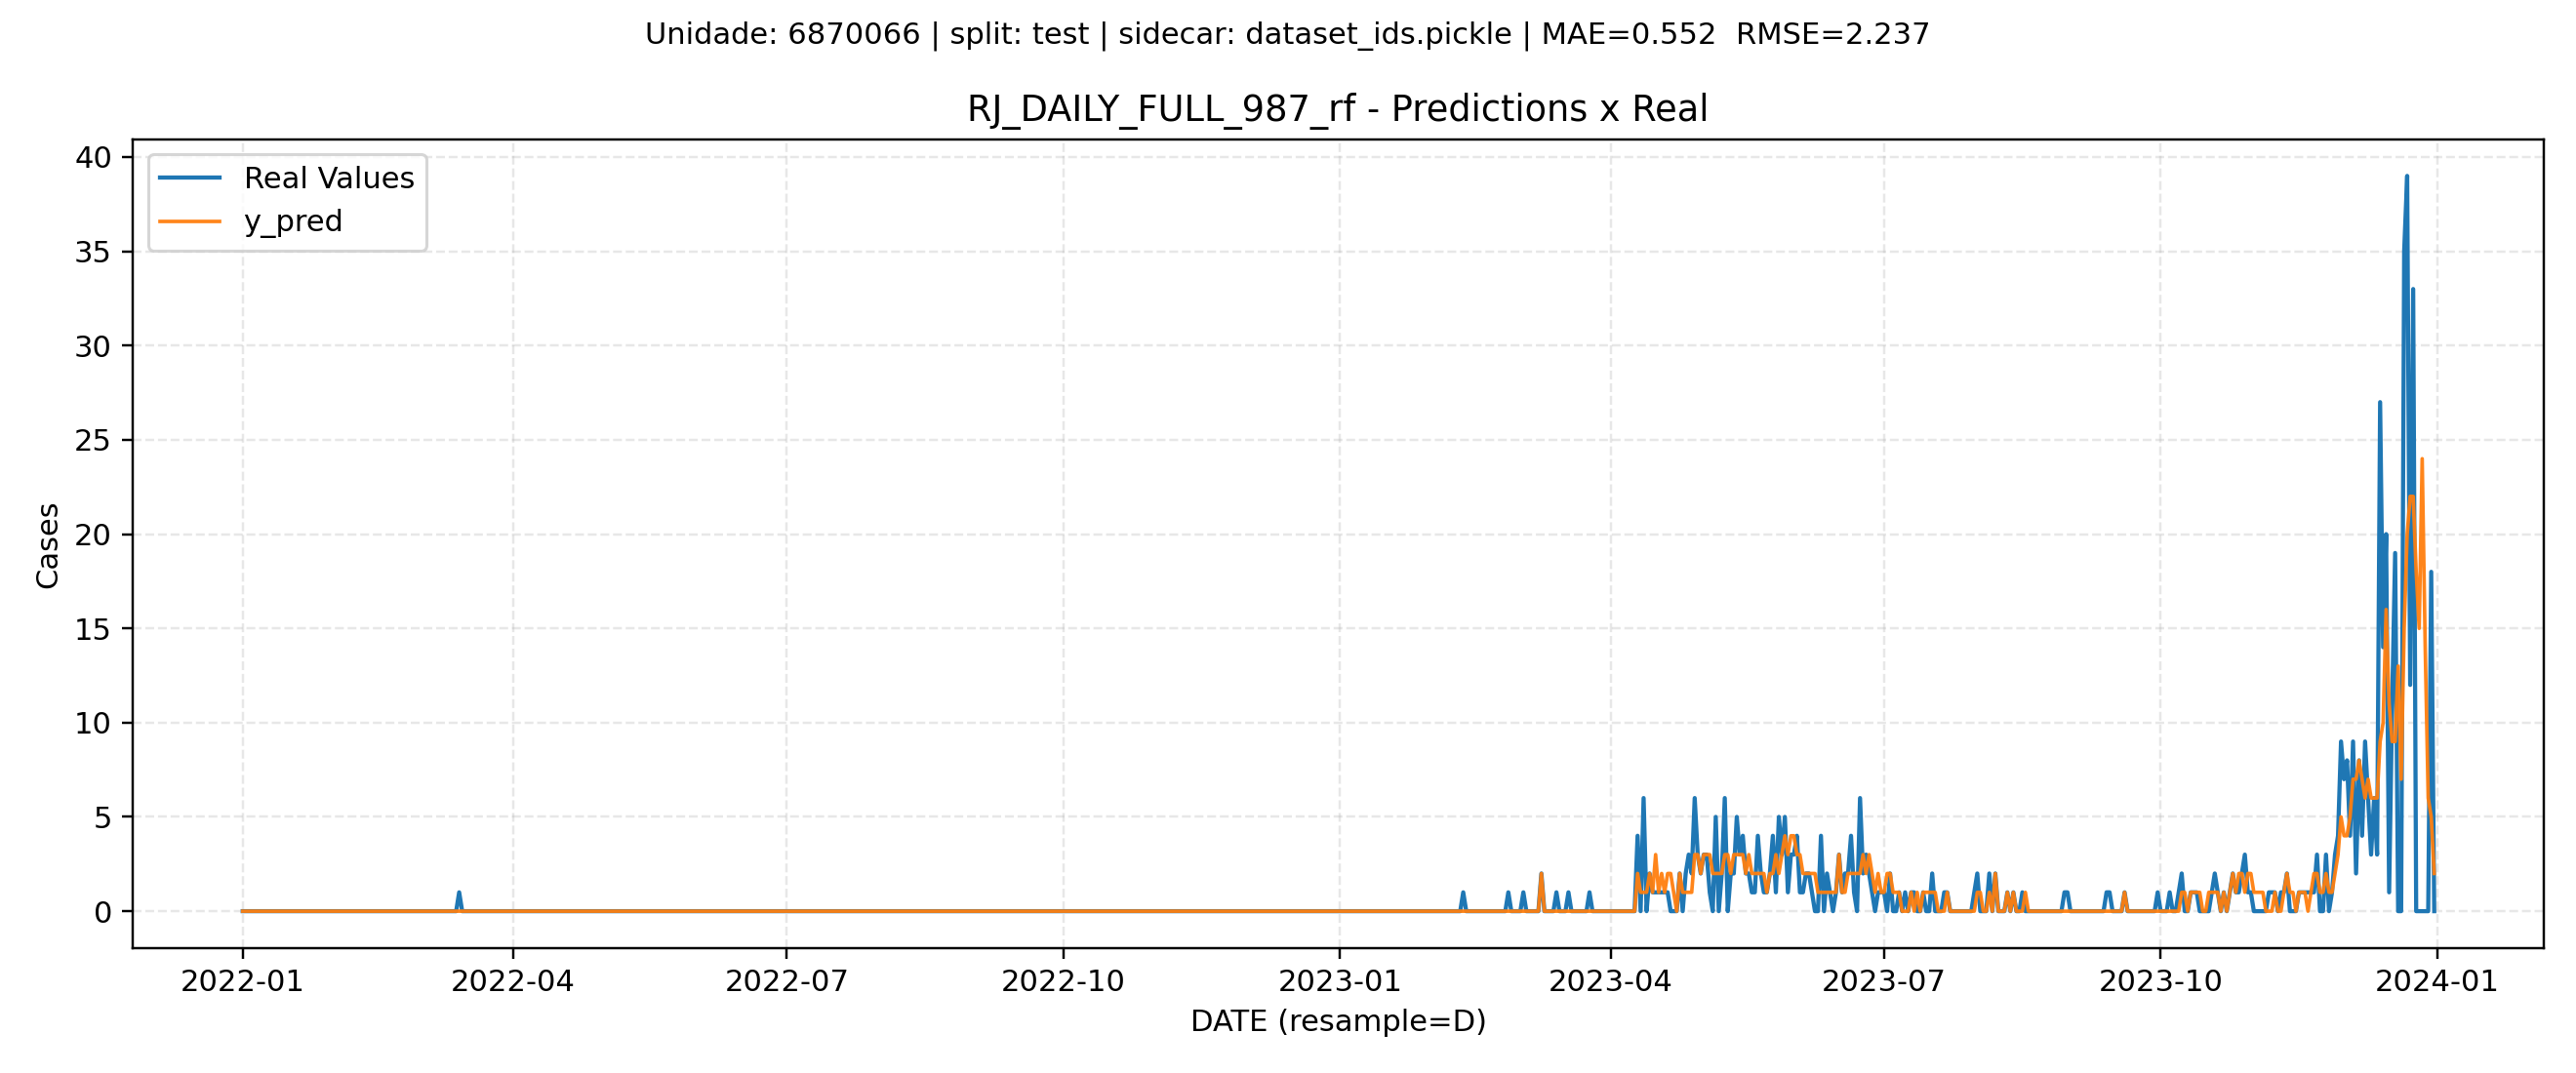 Unidade: 6870066 | split: test | sidecar: dataset_ids.pickle | MAE=0.552  RMSE=2.237
RJ_DAILY_FULL_987_rf - Predictions x Real
Real Values
y_pred
40
35
30
25
20
15
10
5
0
Cases
2022-01 2022-04 2022-07 2022-10 2023-01 2023-04 2023-07 2023-10 2024-01
DATE (resample=D)